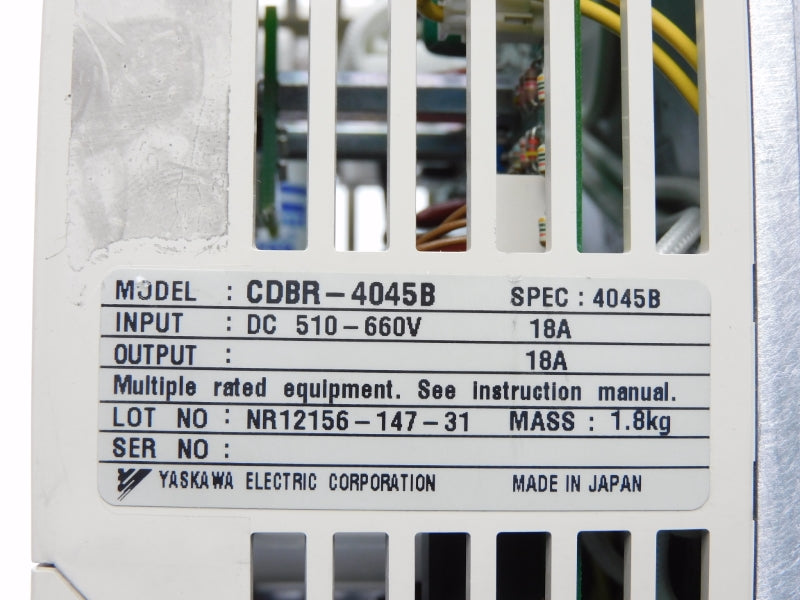 MODEL : CDBR-4045B SPEC : 4045B
INPUT : DC 510-660V 18A
OUTPUT : 18A
Multiple rated equipment. See instruction manual.
LOT NO : NR12156-147-31 MASS : 1.8kg
SER NO :
YASKAWA ELECTRIC CORPORATION MADE IN JAPAN